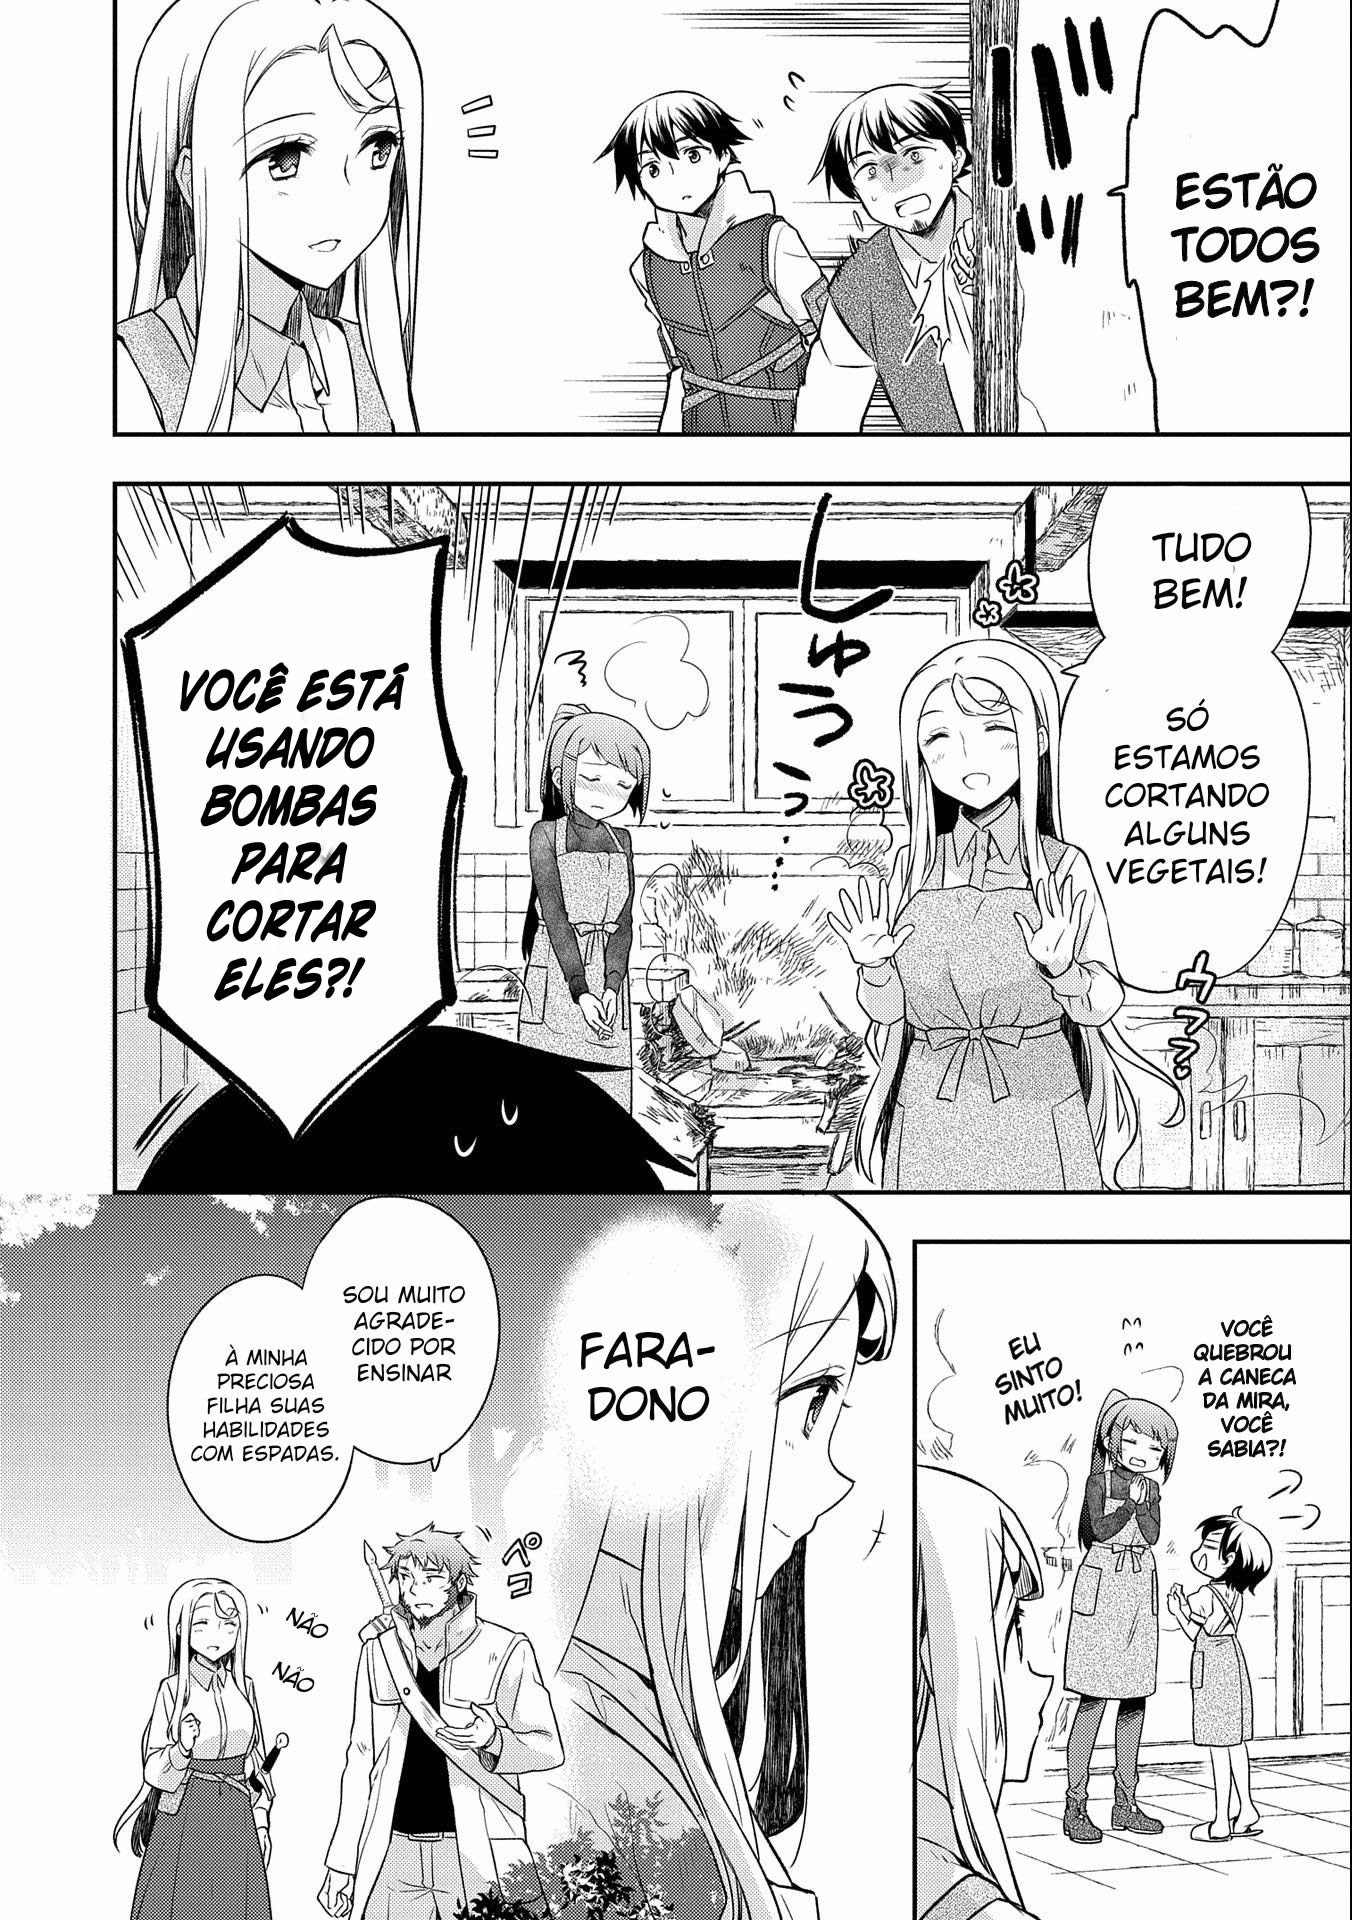 ESTÃO
TODOS
BEM?!
TUDO
BEM!
SÓ
ESTAMOS
CORTANDO
ALGUNS
VEGETAIS!
しゅう…
ウフフ
VOCÊ ESTÁ
USANDO
BOMBAS
PARA
CORTAR
ELES?!
VOCÊ
QUEBROU
A CANECA
DA MIRA,
VOCÊ
SABIA?!
EU
SINTO
MUITO!
FARA-
DONO
SOU MUITO
AGRADE-
CIDO POR
ENSINAR
À MINHA
PRECIOSA
FILHA SUAS
HABILIDADES
COM ESPADAS.
ペコ
NÃO
NÃO